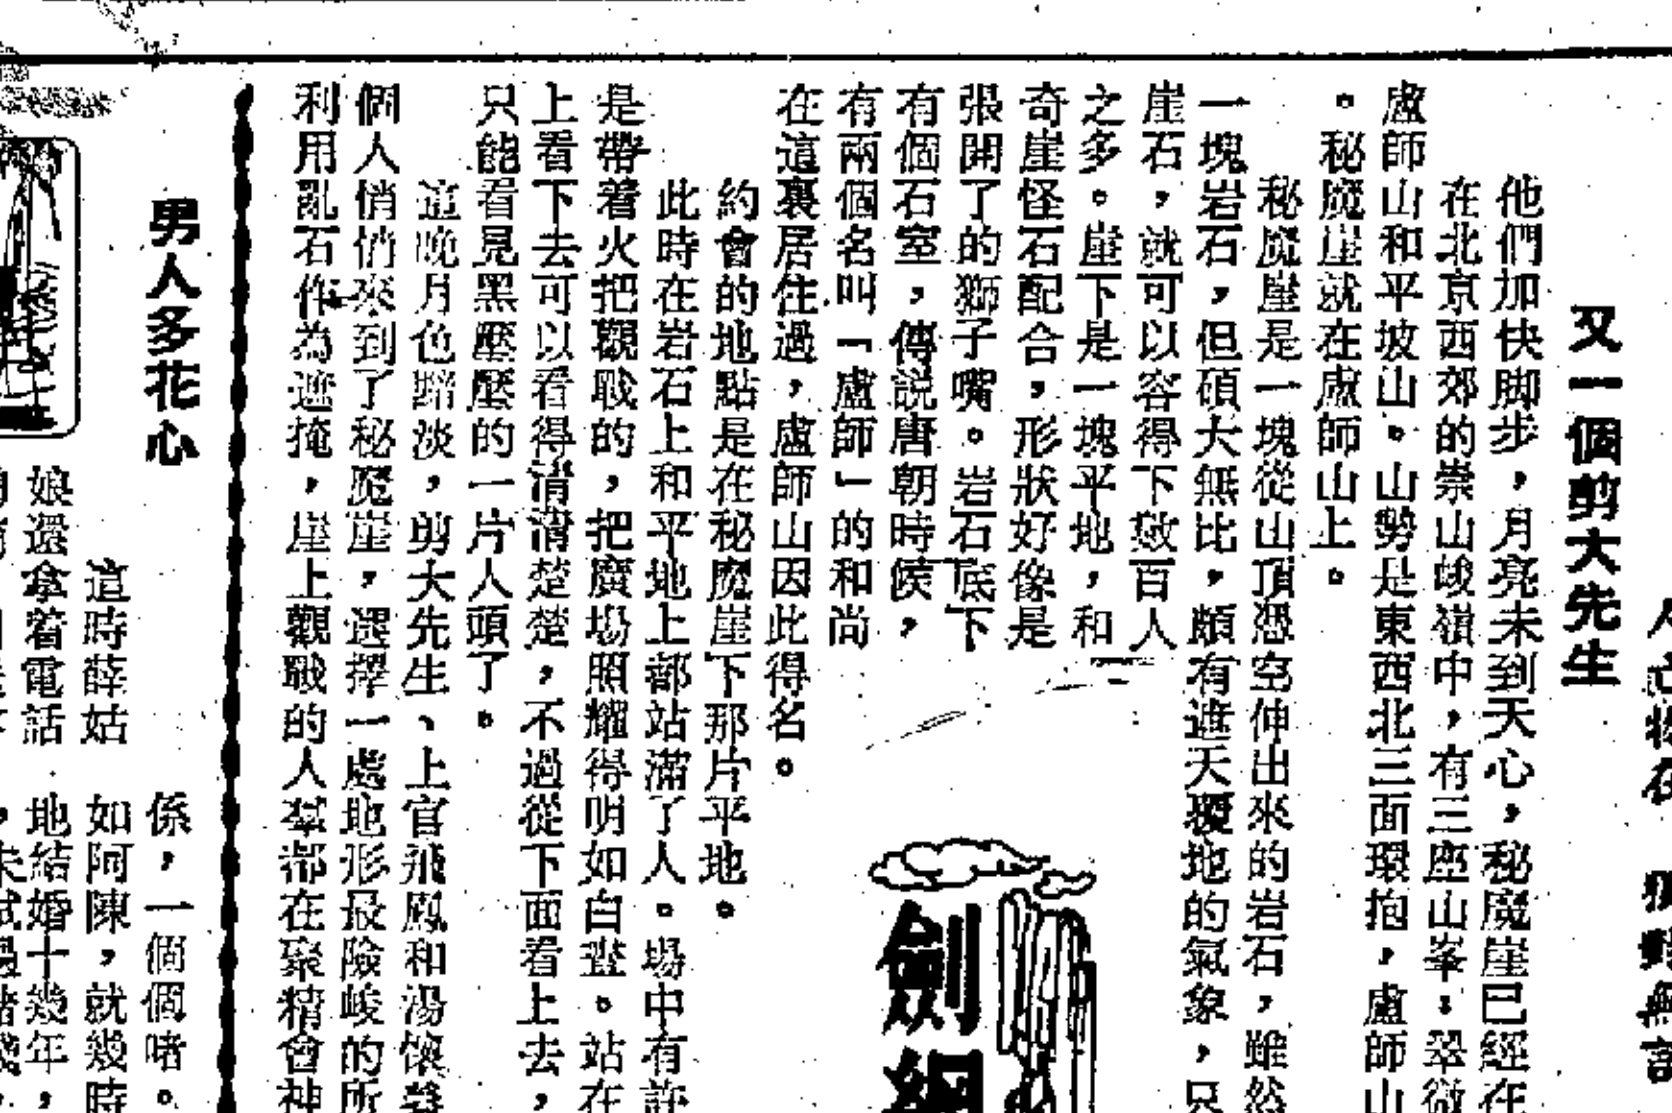 又一個剪大先生
他們加快脚步，月亮未到天心，秘魔崖已經在
在北京西郊的崇山峻嶺中，有三座山峯：翠微
盧師山和平坡山。山勢是東西北三面環抱，盧師山
。秘魔崖就在盧師山上。
秘魔崖是一塊從山頂憑空伸出來的岩石，雖然
一塊岩石，但碩大無比，頗有遮天覆地的氣象，只
崖石，就可以容得下數百人
之多。崖下是一塊平地，和
奇崖怪石配合，形狀好像是
張開了的獅子嘴。岩石底下
有個石室，傳説唐朝時候，
有兩個名叫「盧師」的和尚
在這裏居住過，盧師山因此得名。
約會的地點是在秘魔崖下那片平地。
此時在岩石上和平地上都站滿了人。場中有許
是帶着火把觀戰的，把廣場照耀得明如白晝。站在
上看下去可以看得清清楚楚，不過從下面看上去，
只能看見黑壓壓的一片人頭了。
這晚月色黯淡，剪大先生、上官飛鳳和湯懷
個人悄悄來到了秘魔崖，選擇一處地形最險峻的所
利用亂石作為遮掩，崖上觀戰的人羣都在聚精會神
劍網
男人多花心
係，一個個啫。
這時薛姑
如阿陳，就幾時
娘還拿着電話
地結婚十幾年，